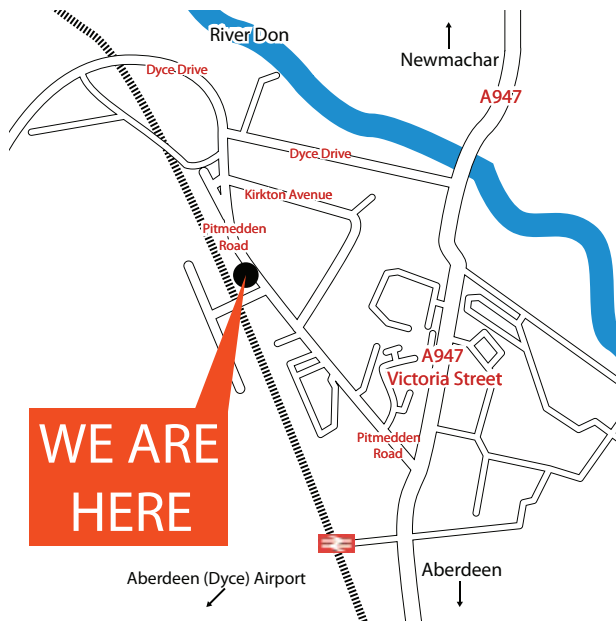 River Don
Newmachar
Dyce Drive
A947
Dyce Drive
Kirkton Avenue
Pitmedden
Road
A947
Victoria Street
WE ARE
HERE
Pitmedden
Road
Aberdeen (Dyce) Airport
Aberdeen